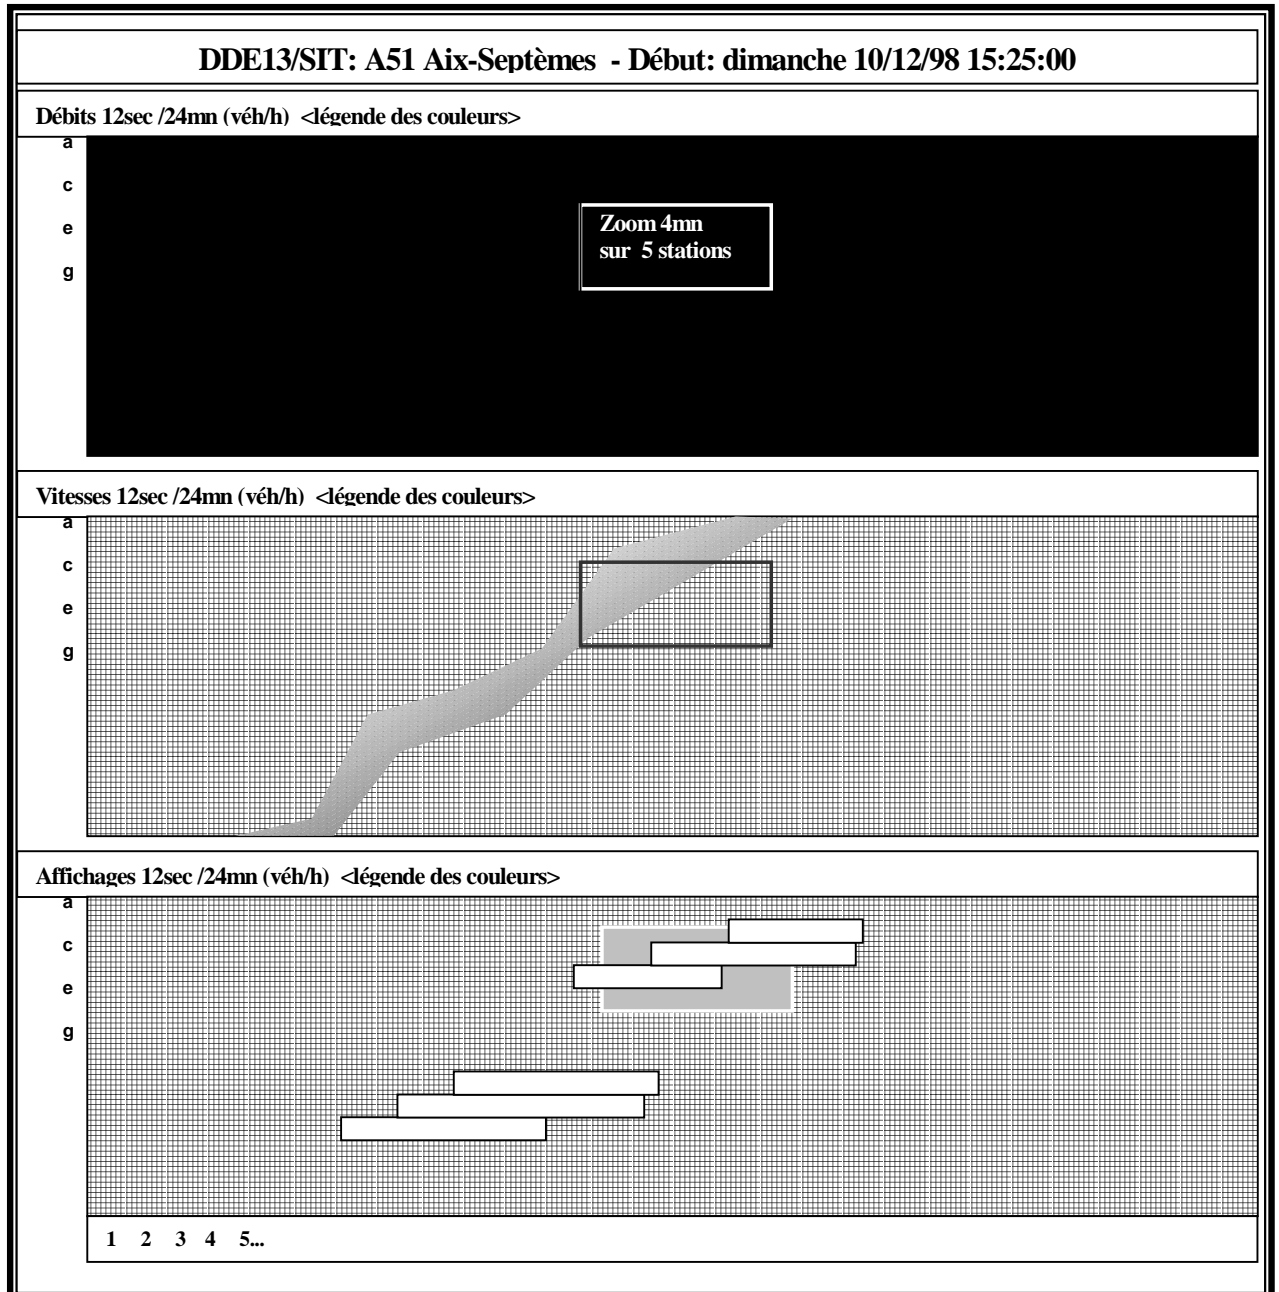 DDE13/SIT: A51 Aix-Septèmes - Début: dimanche 10/12/98 15:25:00
Débits 12sec /24mn (véh/h) <légende des couleurs>
a
c
e
g
Zoom 4mn
sur 5 stations
Vitesses 12sec /24mn (véh/h) <légende des couleurs>
a
c
e
g
Affichages 12sec /24mn (véh/h) <légende des couleurs>
a
c
e
g
1 2 3 4 5...